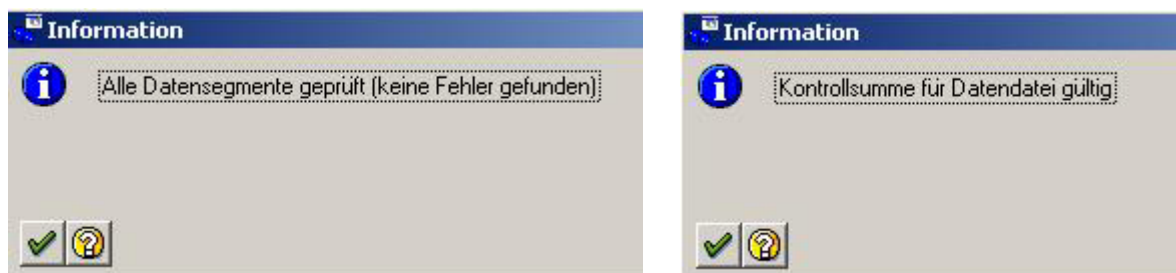 Information
Alle Datensegmente geprüft (keine Fehler gefunden)
Information
Kontrollsumme für Datendatei gültig